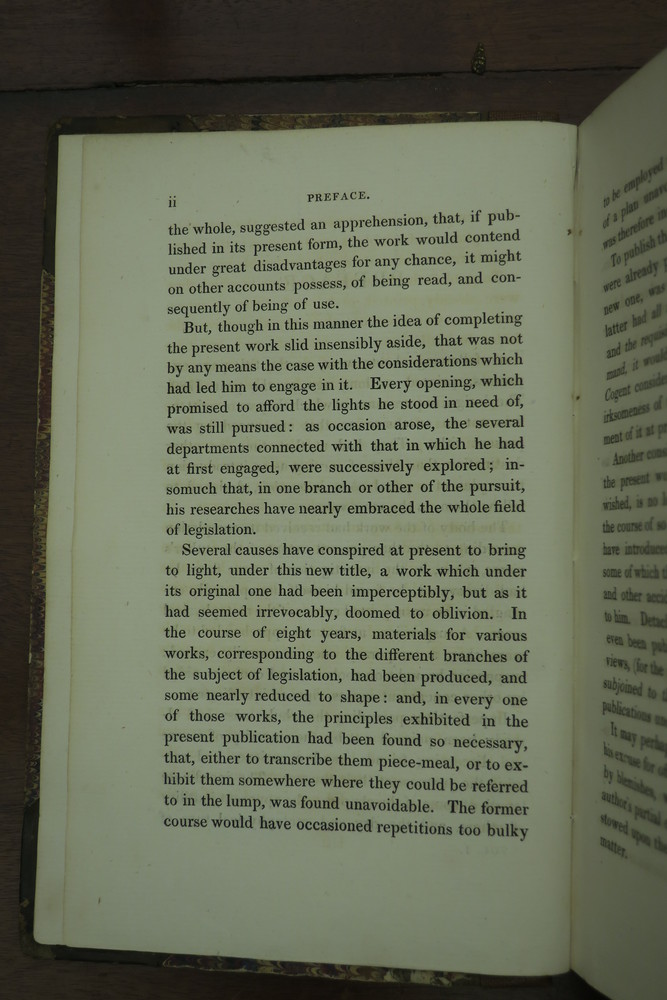 ii
PREFACE.
the whole, suggested an apprehension, that, if pub-
lished in its present form, the work would contend
under great disadvantages for any chance, it might
on other accounts possess, of being read, and con-
sequently of being of use.
But, though in this manner the idea of completing
the present work slid insensibly aside, that was not
by any means the case with the considerations which
had led him to engage in it. Every opening, which
promised to afford the lights he stood in need of,
was still pursued: as occasion arose, the several
departments connected with that in which he had
at first engaged, were successively explored; in-
somuch that, in one branch or other of the pursuit,
his researches have nearly embraced the whole field
of legislation.
Several causes have conspired at present to bring
to light, under this new title, a work which under
its original one had been imperceptibly, but as it
had seemed irrevocably, doomed to oblivion. In
the course of eight years, materials for various
works, corresponding to the different branches of
the subject of legislation, had been produced, and
some nearly reduced to shape: and, in every one
of those works, the principles exhibited in the
present publication had been found so necessary,
that, either to transcribe them piece-meal, or to ex-
hibit them somewhere where they could be referred
to in the lump, was found unavoidable. The former
course would have occasioned repetitions too bulky
to be employed
of a plan
was therefore
To publish
were already
new one, was
latter had all
and the
mand, it
Cogent
irksomeness of
ment of it at
Another
the present
wished, is no
the course of
have introduced
some of which
and other
to him.
even been
views, (for the
subjoined to
publications
It may
his excuse for
by blemishes,
author's partial
stowed upon the
matter.